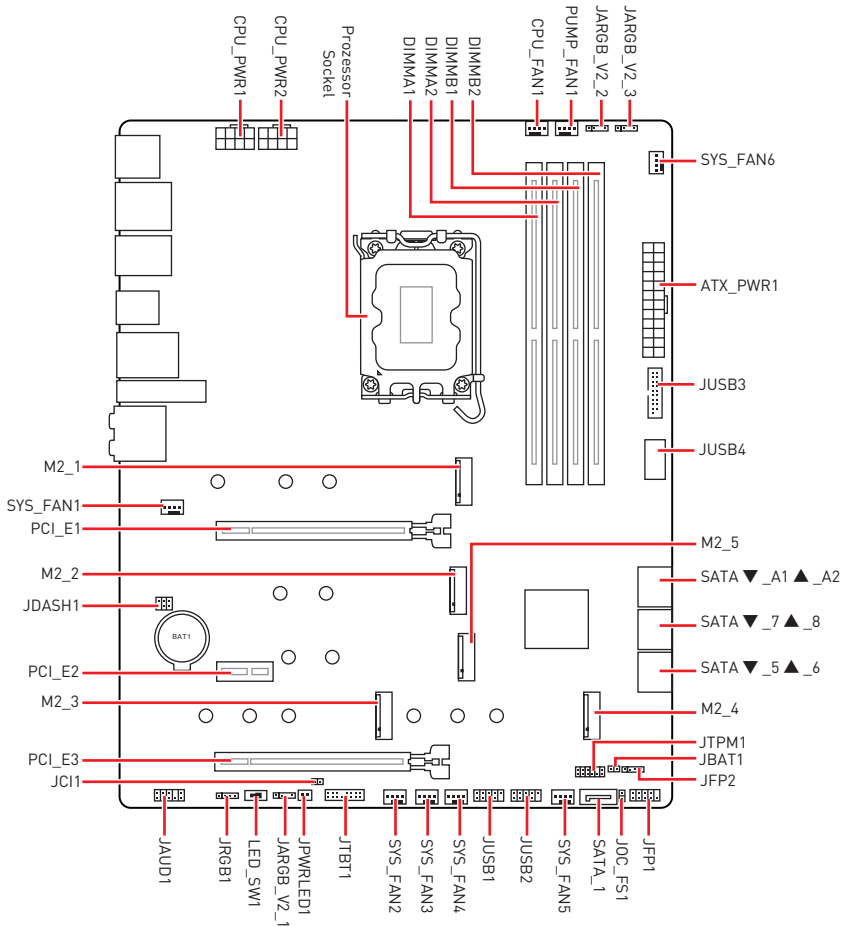 CPU_PWR1
CPU_PWR2
Prozessor
Sockel
DIMMA1
DIMMA2
DIMMB1
DIMMB2
CPU_FAN1
PUMP_FAN1
JARGB_V2_2
JARGB_V2_3
SYS_FAN6
ATX_PWR1
JUSB3
JUSB4
M2_1
SYS_FAN1
PCI_E1
M2_5
M2_2
SATA ▼ _A1 ▲ _A2
JDASH1
SATA ▼ _7 ▲ _8
BAT1
PCI_E2
SATA ▼ _5 ▲ _6
M2_3
M2_4
JTPM1
PCI_E3
JBAT1
JCI1
JFP2
JAUD1
JRGB1
LED_SW1
JARGB_V2_1
JPWRLED1
JTBT1
SYS_FAN2
SYS_FAN3
SYS_FAN4
JUSB1
JUSB2
SYS_FAN5
SATA_1
JOC_FS1
JFP1